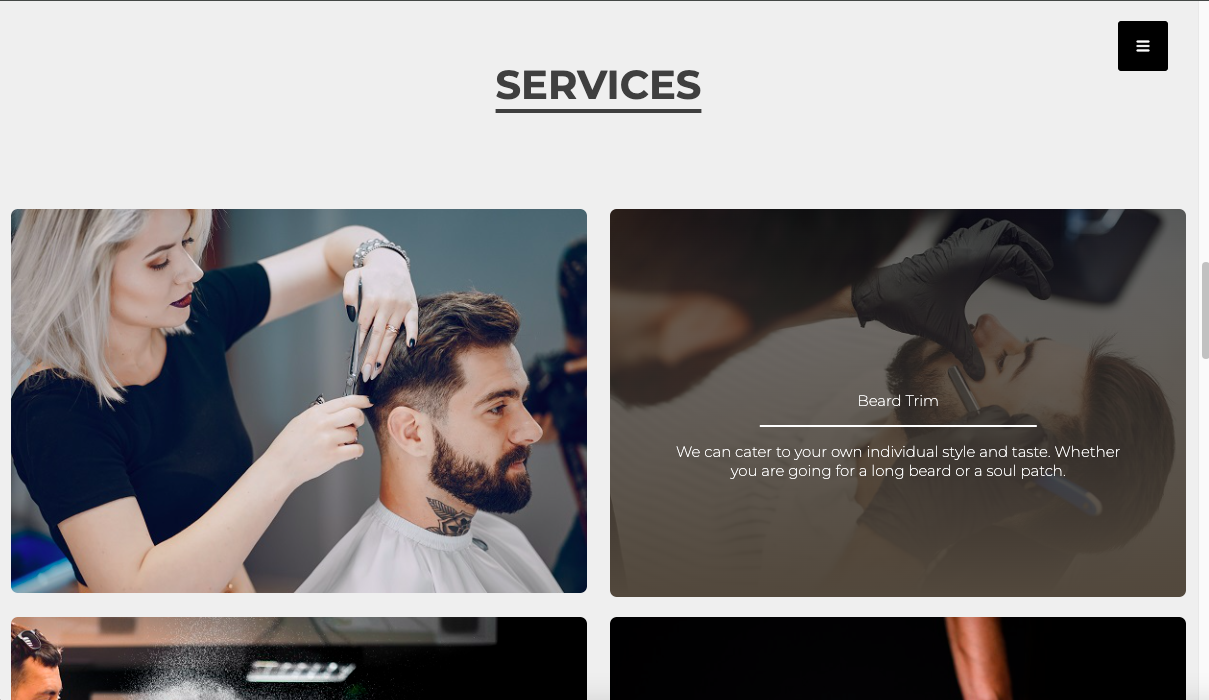 SERVICES
Beard Trim
We can cater to your own individual style and taste. Whether
you are going for a long beard or a soul patch.